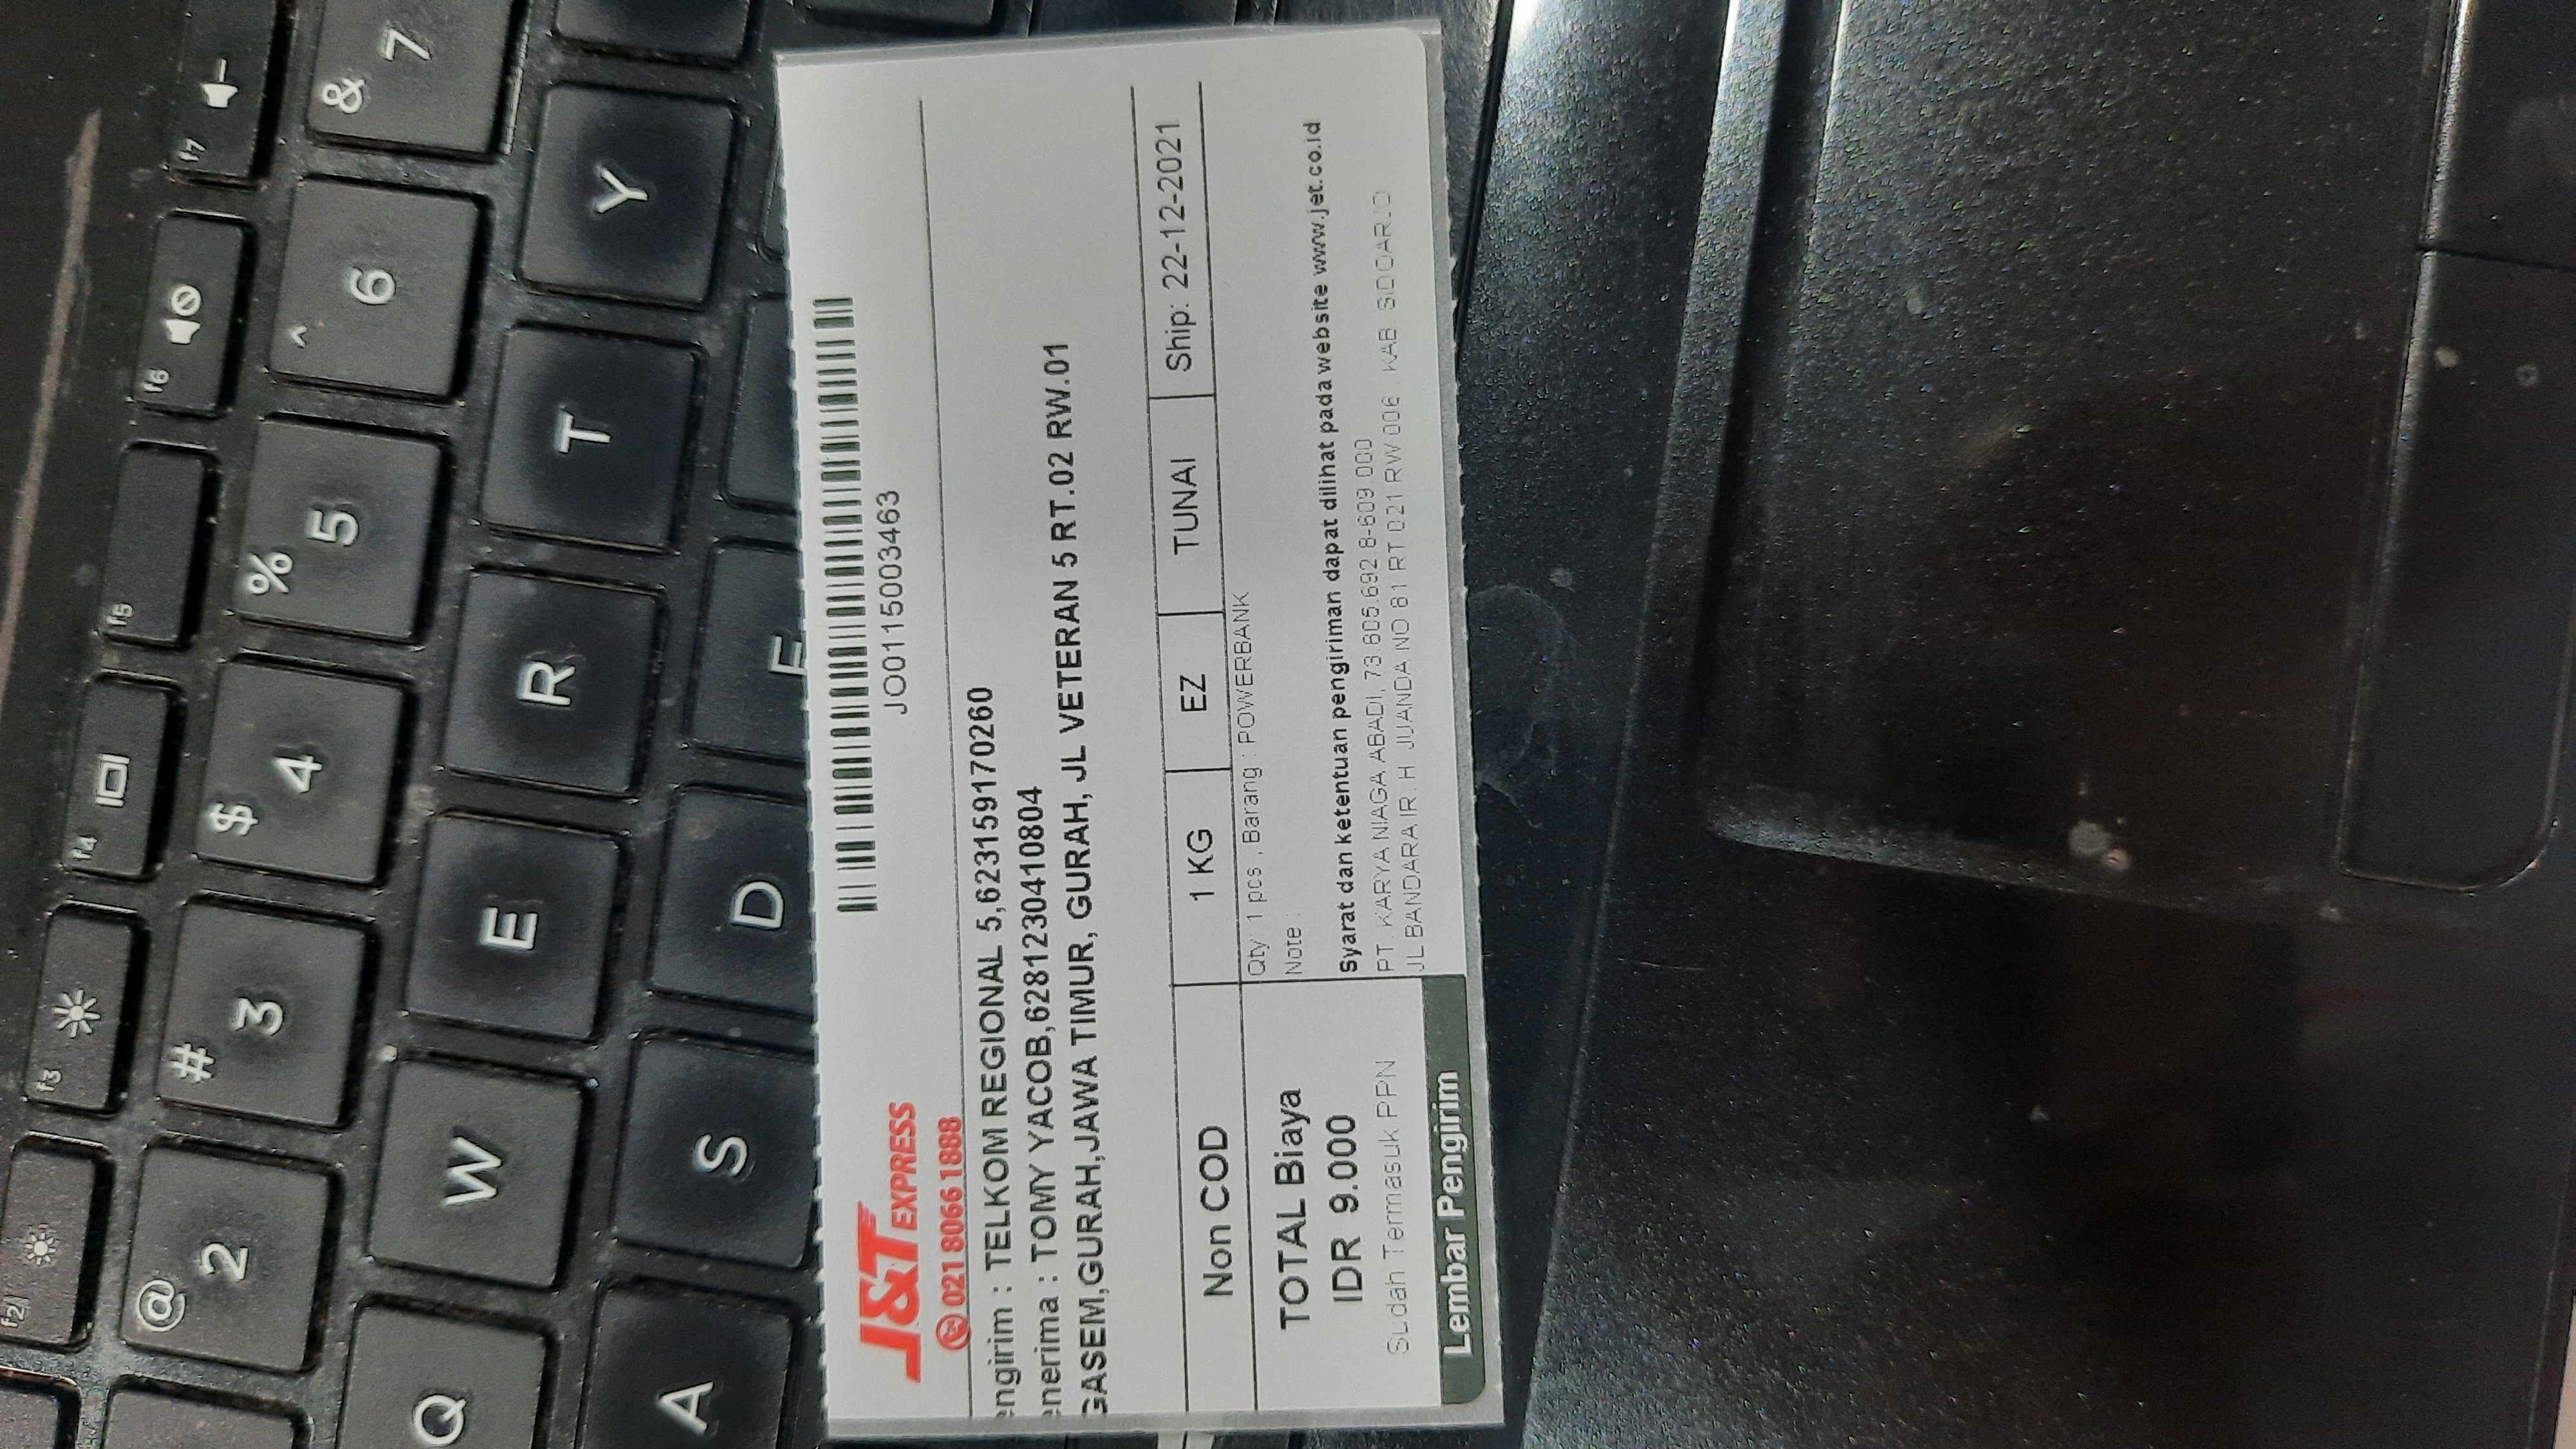 f2
f3
f4
f5
f6
f7
@ 2
# 3
$ 4
% 5
^ 6
& 7
Q W E R T Y
A S D F
J&T EXPRESS
021 8066 1888
JO0115003463
engirim : TELKOM REGIONAL 5,623159170260
enerima : TOMY YACOB,6281230410804
GASEM,GURAH,JAWA TIMUR, GURAH, JL VETERAN 5 RT.02 RW.01
Non COD 1 KG EZ TUNAI Ship: 22-12-2021
Qty : 1 pcs , Barang : POWERBANK
Note :
TOTAL Biaya
IDR 9.000
Sudah Termasuk PPN
Syarat dan ketentuan pengiriman dapat dilihat pada website www.jet.co.id
PT. KARYA NIAGA ABADI, 73.805.692.8-609.000
JL BANDARA IR. H. JUANDA NO 81 RT 021 RW 006 , KAB. SIDOARJO
Lembar Pengirim